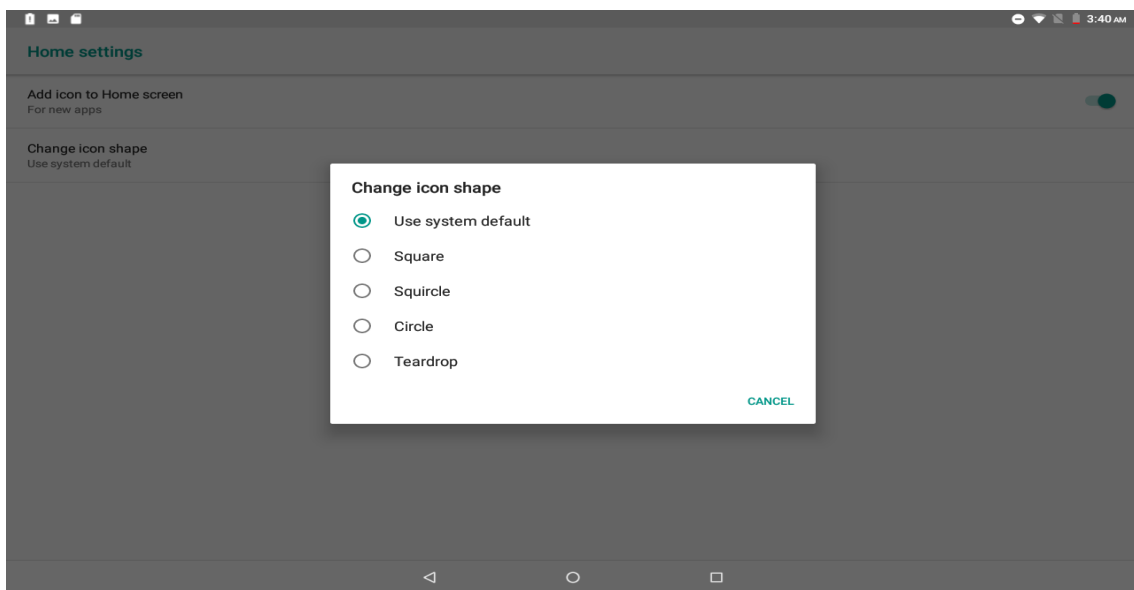 3:40 AM
Home settings
Add icon to Home screen
For new apps
Change icon shape
Use system default
Change icon shape
Use system default
Square
Squircle
Circle
Teardrop
CANCEL